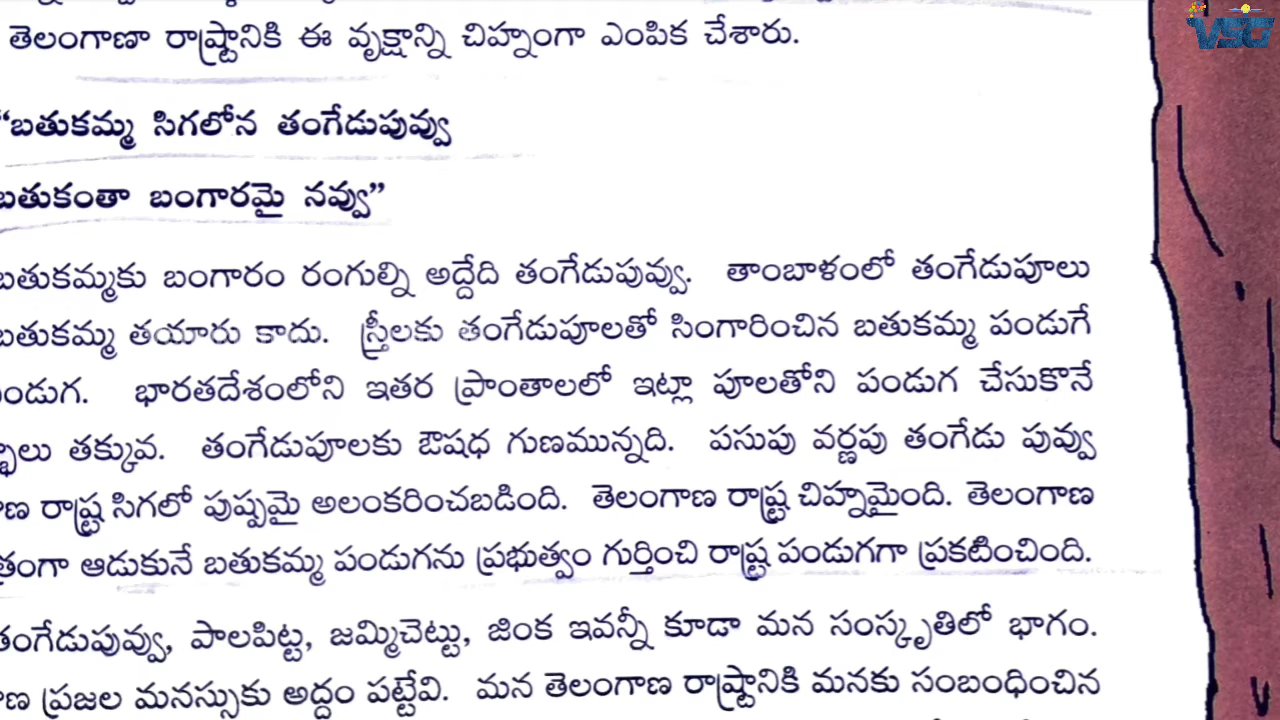 తెలంగాణా రాష్ట్రానికి ఈ వృక్షాన్ని చిహ్నంగా ఎంపిక చేశారు.
“బతుకమ్మ సిగలోన తంగేడుపువ్వు
బతుకంతా బంగారమై నవ్వు”
బతుకమ్మకు బంగారం రంగుల్ని అద్దేది తంగేడుపువ్వు. తాంబాళంలో తంగేడుపూలు
బతుకమ్మ తయారు కాదు. స్త్రీలకు తంగేడుపూలతో సింగారించిన బతుకమ్మ పండుగే
పండుగ. భారతదేశంలోని ఇతర ప్రాంతాలలో ఇట్లా పూలతోని పండుగ చేసుకొనే
తక్కువ. తంగేడుపూలకు ఔషధ గుణమున్నది. పసుపు వర్ణపు తంగేడు పువ్వు
రాష్ట్ర సిగలో పుష్పమై అలంకరించబడింది. తెలంగాణ రాష్ట్ర చిహ్నమైంది. తెలంగాణ
ఆడుకునే బతుకమ్మ పండుగను ప్రభుత్వం గుర్తించి రాష్ట్ర పండుగగా ప్రకటించింది.
తంగేడుపువ్వు, పాలపిట్ట, జమ్మిచెట్టు, జింక ఇవన్నీ కూడా మన సంస్కృతిలో భాగం.
ప్రజల మనస్సుకు అద్దం పట్టేవి. మన తెలంగాణ రాష్ట్రానికి మనకు సంబంధించిన
VSG